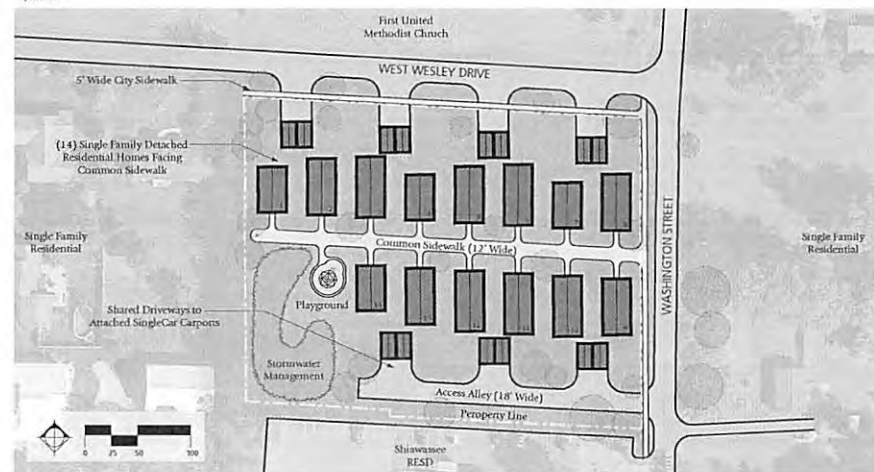 First United
Methodist Chruch
WEST WESLEY DRIVE
5' Wide City Sidewalk
(14) Single Family Detached
Residential Homes Facing
Common Sidewalk
Single Family
Residential
Common Sidewalk (12' Wide)
WASHINGTON STREET
Single Family
Residential
Playground
Shared Driveways to
Attached SingleCar Carports
Stormwater
Management
Access Alley (18' Wide)
Peroperty Line
0 25 50 100
Shiawassee
RESD